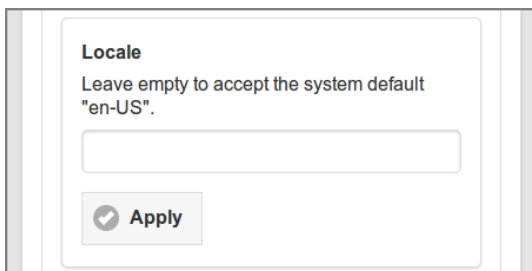 Locale
Leave empty to accept the system default
"en-US".
Apply